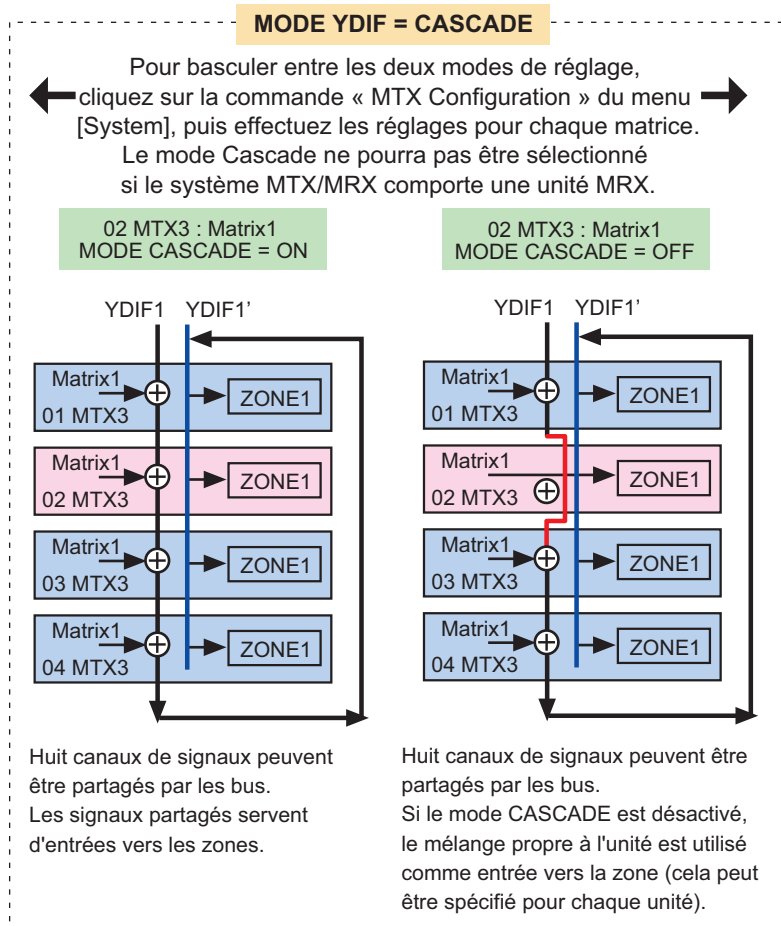 MODE YDIF = CASCADE
Pour basculer entre les deux modes de réglage,
cliquez sur la commande « MTX Configuration » du menu
[System], puis effectuez les réglages pour chaque matrice.
Le mode Cascade ne pourra pas être sélectionné
si le système MTX/MRX comporte une unité MRX.
02 MTX3 : Matrix1
MODE CASCADE = ON
YDIF1 YDIF1'
Matrix1
ZONE1
01 MTX3
Matrix1
ZONE1
02 MTX3
Matrix1
ZONE1
03 MTX3
Matrix1
ZONE1
04 MTX3
Huit canaux de signaux peuvent
être partagés par les bus.
Les signaux partagés servent
d'entrées vers les zones.
02 MTX3 : Matrix1
MODE CASCADE = OFF
YDIF1 YDIF1'
Matrix1
ZONE1
01 MTX3
Matrix1
ZONE1
02 MTX3
Matrix1
ZONE1
03 MTX3
Matrix1
ZONE1
04 MTX3
Huit canaux de signaux peuvent être
partagés par les bus.
Si le mode CASCADE est désactivé,
le mélange propre à l'unité est utilisé
comme entrée vers la zone (cela peut
être spécifié pour chaque unité).